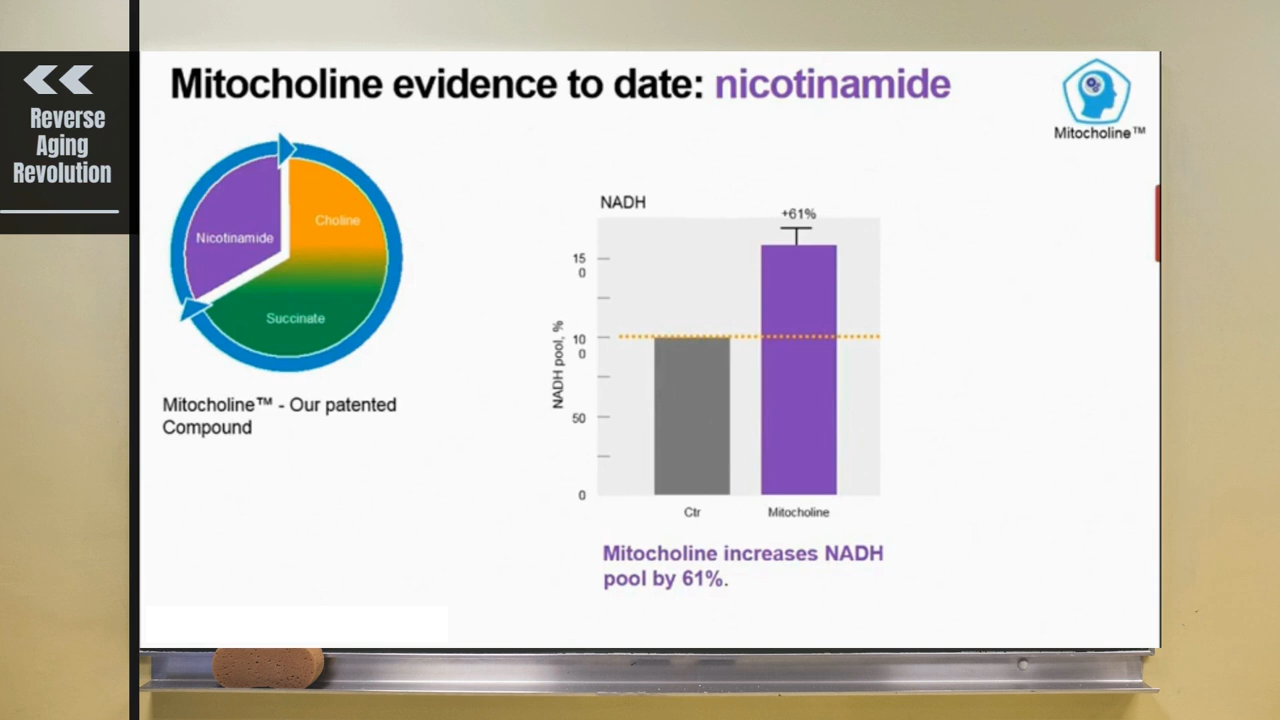 Reverse
Aging
Revolution
Mitocholine evidence to date: nicotinamide
Mitocholine™
Nicotinamide
Choline
Succinate
Mitocholine™ - Our patented
Compound
NADH
+61%
NADH pool, %
15
0
10
0
50
0
Ctr
Mitocholine
Mitocholine increases NADH
pool by 61%.